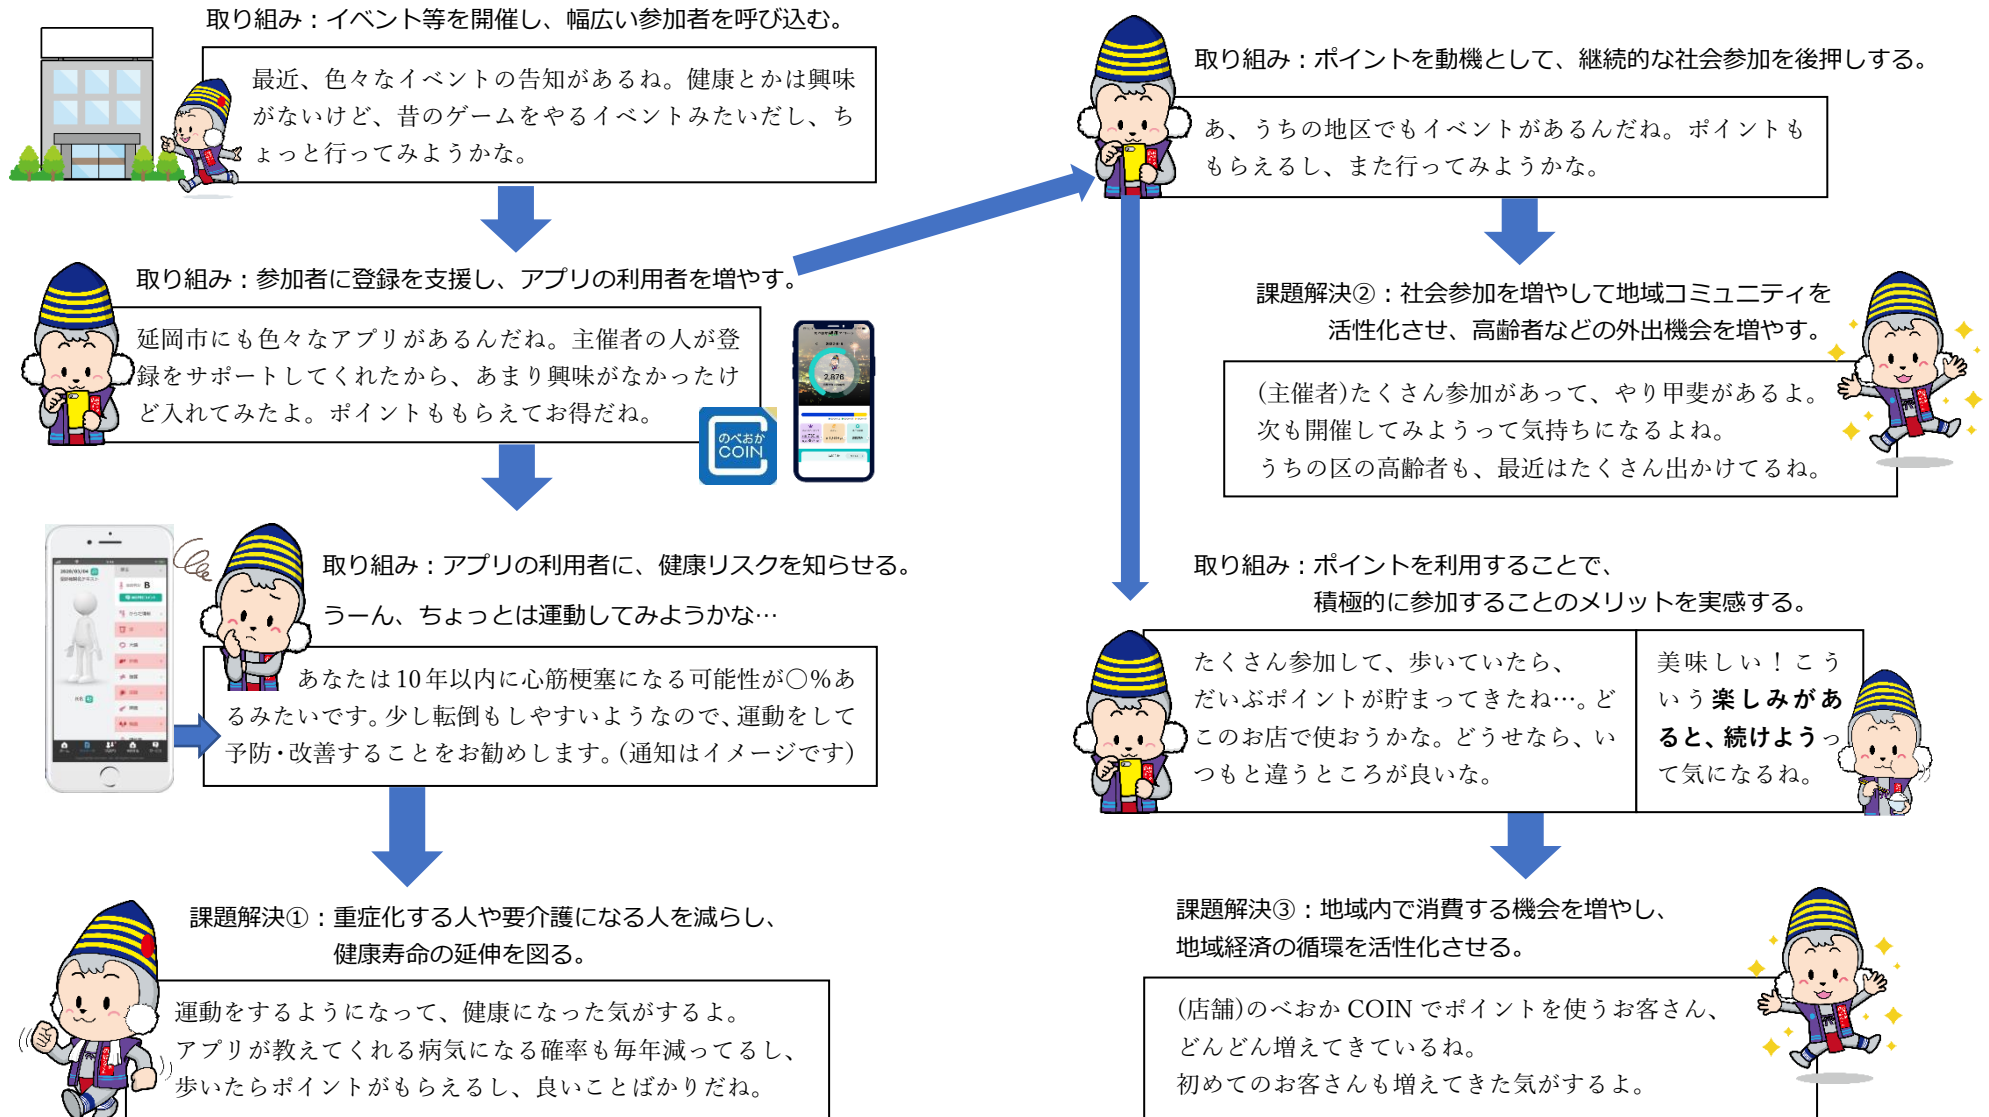 取り組み：イベント等を開催し、幅広い参加者を呼び込む。
最近、色々なイベントの告知があるね。健康とかは興味
がないけど、昔のゲームをやるイベントみたいだし、ち
ょっと行ってみようかな。
取り組み：参加者に登録を支援し、アプリの利用者を増やす。
延岡市にも色々なアプリがあるんだね。主催者の人が登
録をサポートしてくれたから、あまり興味がなかったけ
ど入れてみたよ。ポイントももらえてお得だね。
のべおか
COIN
2,876
取り組み：アプリの利用者に、健康リスクを知らせる。
うーん、ちょっとは運動してみようかな…
B
あなたは10年以内に心筋梗塞になる可能性が○%あ
るみたいです。少し転倒もしやすいようなので、運動をして
予防・改善することをお勧めします。(通知はイメージです)
課題解決①：重症化する人や要介護になる人を減らし、
健康寿命の延伸を図る。
運動をするようになって、健康になった気がするよ。
アプリが教えてくれる病気になる確率も毎年減ってるし、
歩いたらポイントがもらえるし、良いことばかりだね。
取り組み：ポイントを動機として、継続的な社会参加を後押しする。
あ、うちの地区でもイベントがあるんだね。ポイントも
もらえるし、また行ってみようかな。
課題解決②：社会参加を増やして地域コミュニティを
活性化させ、高齢者などの外出機会を増やす。
(主催者)たくさん参加があって、やり甲斐があるよ。
次も開催してみようって気持ちになるよね。
うちの区の高齢者も、最近はたくさん出かけてるね。
取り組み：ポイントを利用することで、
積極的に参加することのメリットを実感する。
たくさん参加して、歩いていたら、
だいぶポイントが貯まってきたね…。ど
このお店で使おうかな。どうせなら、い
つもと違うところが良いな。
美味しい！こう
いう楽しみがあ
ると、続けようっ
て気になるね。
課題解決③：地域内で消費する機会を増やし、
地域経済の循環を活性化させる。
(店舗)のべおか COIN でポイントを使うお客さん、
どんどん増えてきているね。
初めてのお客さんも増えてきた気がするよ。